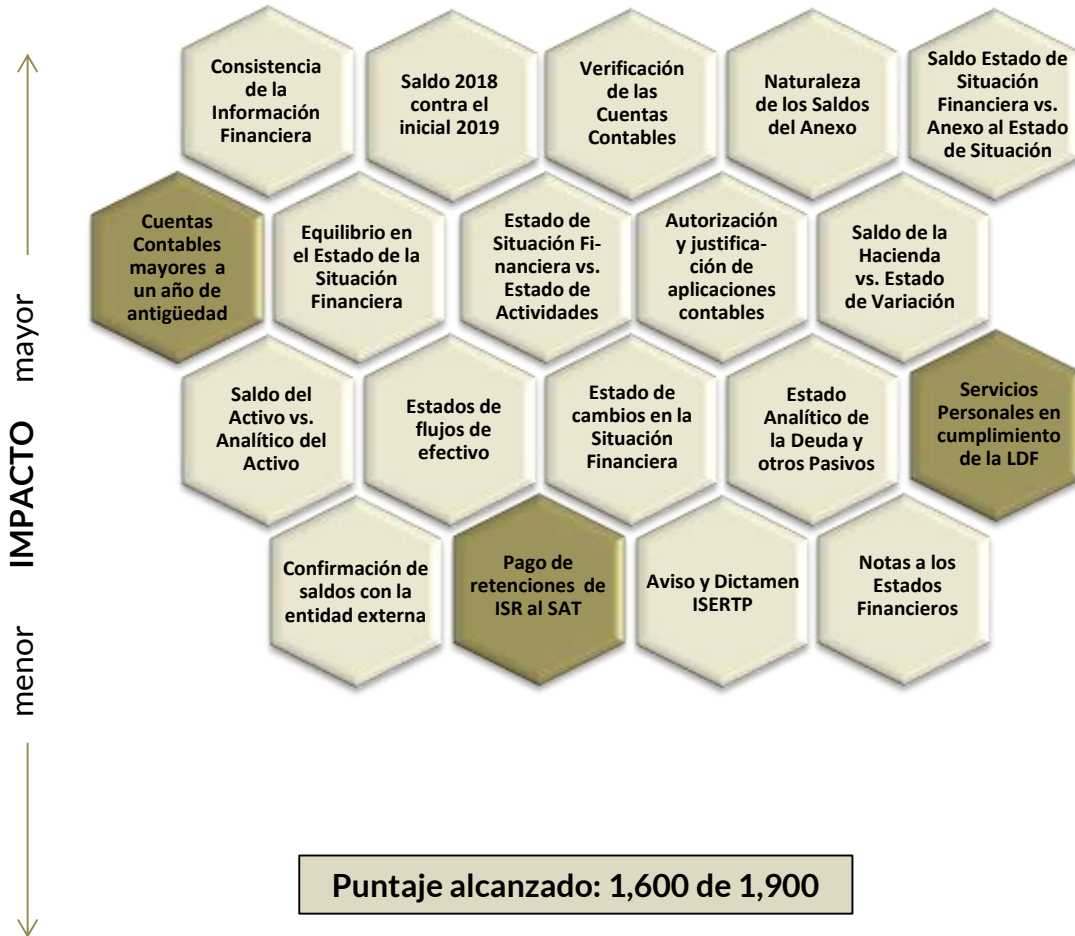 Consistencia
de la
Información
Financiera
Saldo 2018
contra el
inicial 2019
Verificación
de las
Cuentas
Contables
Naturaleza
de los Saldos
del Anexo
Saldo Estado de
Situación
Financiera vs.
Anexo al Estado
de Situación
Cuentas
Contables
mayores a
un año de
antigüedad
Equilibrio en
el Estado de la
Situación
Financiera
Estado de
Situación Fi-
nanciera vs.
Estado de
Actividades
Autorización
y justifica-
ción de
aplicaciones
contables
Saldo de la
Hacienda
vs. Estado
de Variación
Saldo del
Activo vs.
Analítico del
Activo
Estados de
flujos de
efectivo
Estado de
cambios en la
Situación
Financiera
Estado
Analítico de
la Deuda y
otros Pasivos
Servicios
Personales en
cumplimiento
de la LDF
Confirmación de
saldos con la
entidad externa
Pago de
retenciones de
ISR al SAT
Aviso y Dictamen
ISERTP
Notas a los
Estados
Financieros
menor IMPACTO mayor
Puntaje alcanzado: 1,600 de 1,900